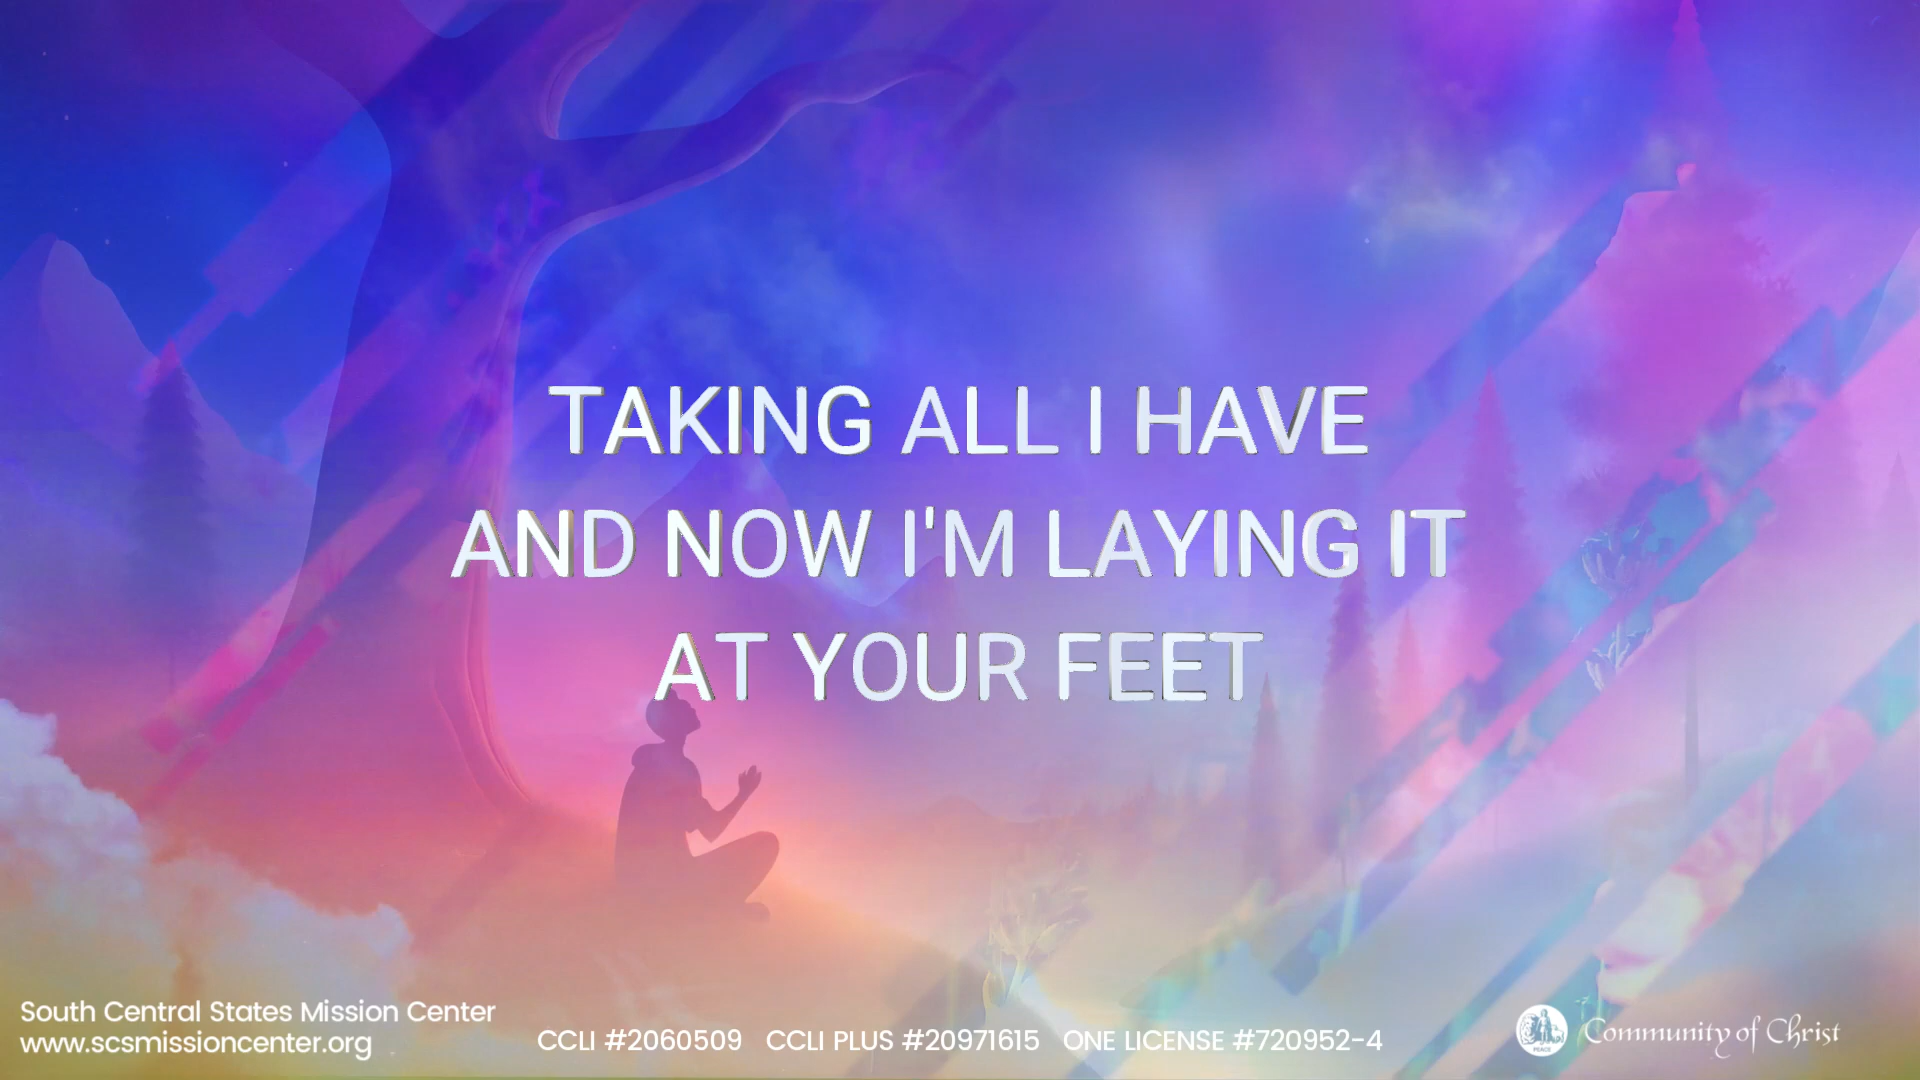 TAKING ALL I HAVE
AND NOW I'M LAYING IT
AT YOUR FEET
South Central States Mission Center
www.scsmissioncenter.org
CCLI #2060509 CCLI PLUS #20971615 ONE LICENSE #720952-4
PEACE
Community of Christ